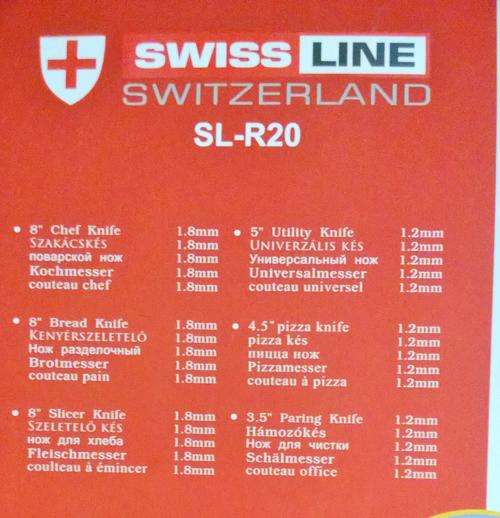 SWISS LINE
SWITZERLAND
SL-R20
• 8" Chef Knife 1.8mm
SZAKÁCSKÉS 1.8mm
поварской нож 1.8mm
Kochmesser 1.8mm
couteau chef 1.8mm
• 8" Bread Knife 1.8mm
KENYÉRSZELETELŐ 1.8mm
Нож разделочный 1.8mm
Brotmesser 1.8mm
couteau pain 1.8mm
• 8" Slicer Knife 1.8mm
SZELETELŐ KÉS 1.8mm
нож для хлеба 1.8mm
Fleischmesser 1.8mm
coulteau à émincer 1.8mm
• 5" Utility Knife 1.2mm
UNIVERZÁLIS KÉS 1.2mm
Универсальный нож 1.2mm
Universalmesser 1.2mm
couteau universel 1.2mm
• 4.5" pizza knife 1.2mm
pizza kés 1.2mm
пицца нож 1.2mm
Pizzamesser 1.2mm
couteau à pizza 1.2mm
• 3.5" Paring Knife 1.2mm
Hámozókés 1.2mm
Нож для чистки 1.2mm
Schälmesser 1.2mm
couteau office 1.2mm